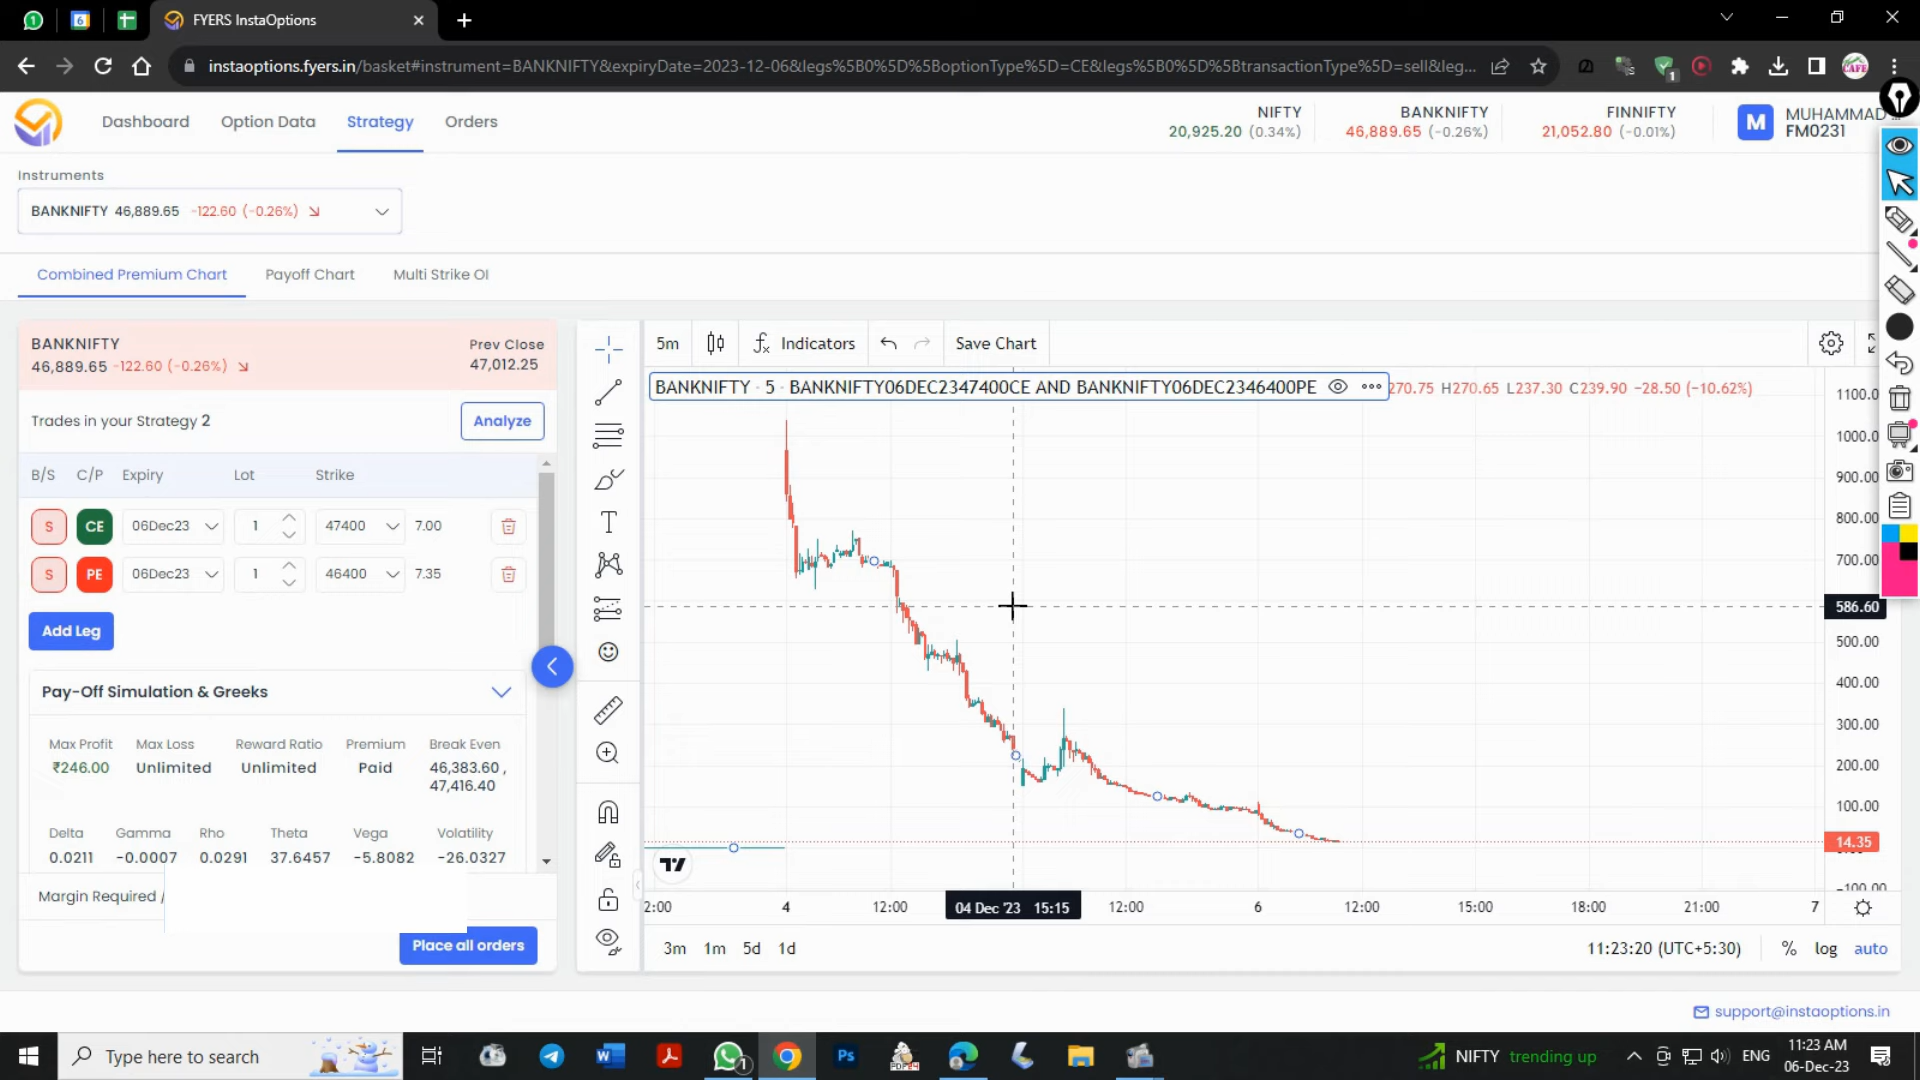 FYERS InstaOptions
instaoptions.fyers.in/basket#instrument=BANKNIFTY&expiryDate=2023-12-06&legs%5B0%5D%5BoptionType%5D=CE&legs%5B0%5D%5BtransactionType%5D=sell&leg...
Dashboard Option Data Strategy Orders
NIFTY
20,925.20 (0.34%)
BANKNIFTY
46,889.65 (-0.26%)
FINNIFTY
21,052.80 (-0.01%)
M
MUHAMMAD
FM0231
Instruments
BANKNIFTY 46,889.65 -122.60 (-0.26%)
Combined Premium Chart Payoff Chart Multi Strike OI
BANKNIFTY
46,889.65 -122.60 (-0.26%)
Prev Close
47,012.25
Trades in your Strategy 2
Analyze
B/S C/P Expiry Lot Strike
S CE 06Dec23 1 47400 7.00
S PE 06Dec23 1 46400 7.35
Add Leg
Pay-Off Simulation & Greeks
Max Profit Max Loss Reward Ratio Premium Break Even
₹246.00 Unlimited Unlimited Paid 46,383.60 ,
47,416.40
Delta Gamma Rho Theta Vega Volatility
0.0211 -0.0007 0.0291 37.6457 -5.8082 -26.0327
Margin Required /
Place all orders
5m Indicators Save Chart
BANKNIFTY · 5 · BANKNIFTY06DEC2347400CE AND BANKNIFTY06DEC2346400PE
270.75 H270.65 L237.30 C239.90 −28.50 (−10.62%)
1100.0
1000.0
900.00
800.00
700.00
586.60
500.00
400.00
300.00
200.00
100.00
14.35
-100.00
2:00 4 12:00 04 Dec '23 15:15 12:00 6 12:00 15:00 18:00 21:00 7
3m 1m 5d 1d
11:23:20 (UTC+5:30) % log auto
support@instaoptions.in
Type here to search
NIFTY trending up
ENG
11:23 AM
06-Dec-23